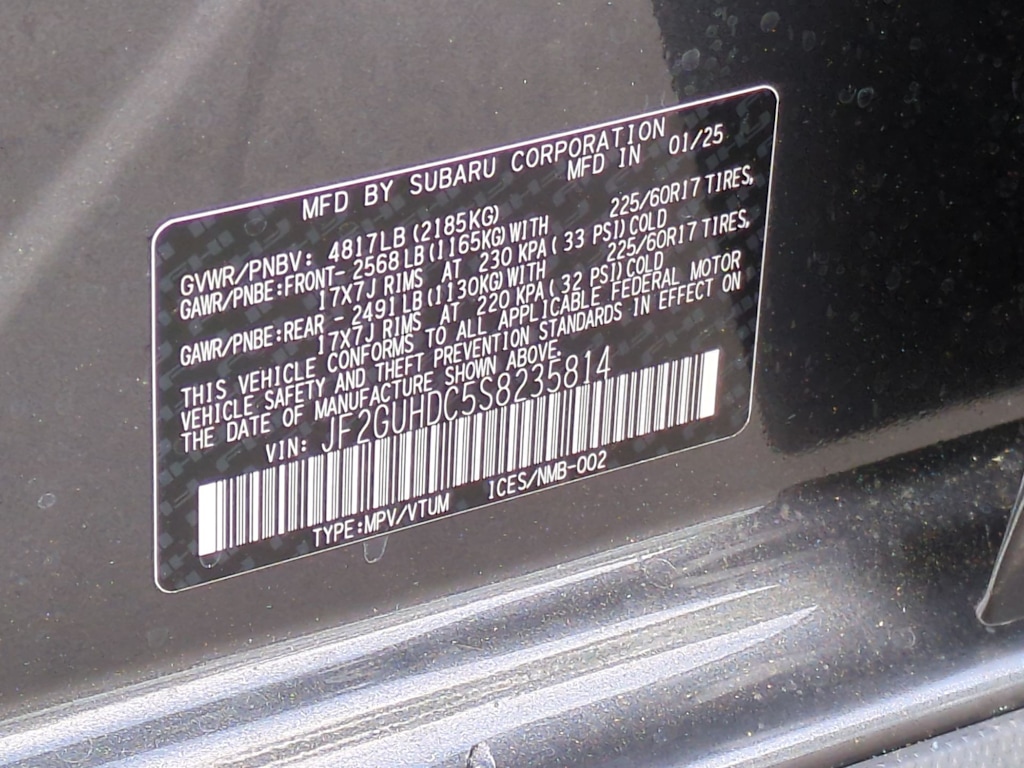 MFD BY SUBARU CORPORATION
MFD IN 01/25
GVWR/PNBV: 4817LB (2185KG)
GAWR/PNBE:FRONT- 2568 LB (1165KG) WITH 225/60R17 TIRES,
17X7J RIMS AT 230 KPA ( 33 PSI) COLD
GAWR/PNBE:REAR - 2491 LB (1130KG) WITH 225/60R17 TIRES,
17X7J RIMS AT 220 KPA ( 32 PSI) COLD
THIS VEHICLE CONFORMS TO ALL APPLICABLE FEDERAL MOTOR
VEHICLE SAFETY AND THEFT PREVENTION STANDARDS IN EFFECT ON
THE DATE OF MANUFACTURE SHOWN ABOVE.
VIN: JF2GUHDC5S8235814
TYPE:MPV/VTUM ICES/NMB-002